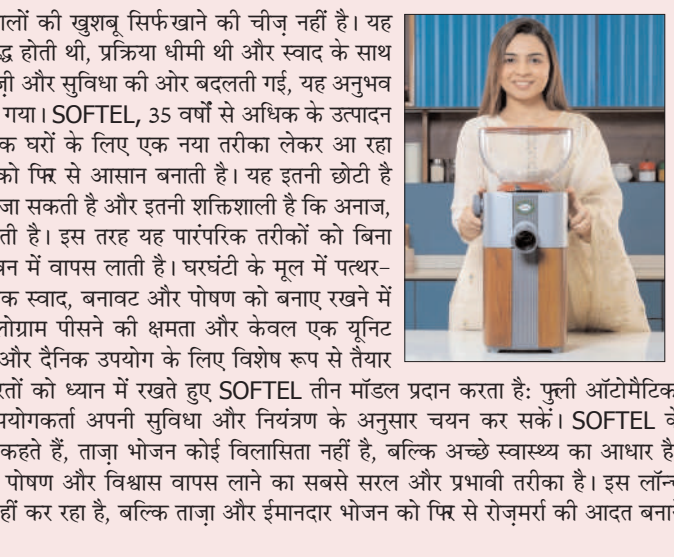 ालों की खुशबू सिर्फ खाने की चीज़ नहीं है। यह
द्ध होती थी, प्रक्रिया धीमी थी और स्वाद के साथ
ज़ी और सुविधा की ओर बदलती गई, यह अनुभव
गया। SOFTEL, 35 वर्षों से अधिक के उत्पादन
क घरों के लिए एक नया तरीका लेकर आ रहा
को फिर से आसान बनाती है। यह इतनी छोटी है
जा सकती है और इतनी शक्तिशाली है कि अनाज,
ती है। इस तरह यह पारंपरिक तरीकों को बिना
वन में वापस लाती है। घरघंटी के मूल में पत्थर–
क स्वाद, बनावट और पोषण को बनाए रखने में
लोग्राम पीसने की क्षमता और केवल एक यूनिट
और दैनिक उपयोग के लिए विशेष रूप से तैयार
रतों को ध्यान में रखते हुए SOFTEL तीन मॉडल प्रदान करता है: फुली ऑटोमैटिक
पयोगकर्ता अपनी सुविधा और नियंत्रण के अनुसार चयन कर सकें। SOFTEL के
कहते हैं, ताज़ा भोजन कोई विलासिता नहीं है, बल्कि अच्छे स्वास्थ्य का आधार है
पोषण और विश्वास वापस लाने का सबसे सरल और प्रभावी तरीका है। इस लॉन्च
हीं कर रहा है, बल्कि ताज़ा और ईमानदार भोजन को फिर से रोज़मर्रा की आदत बनाने